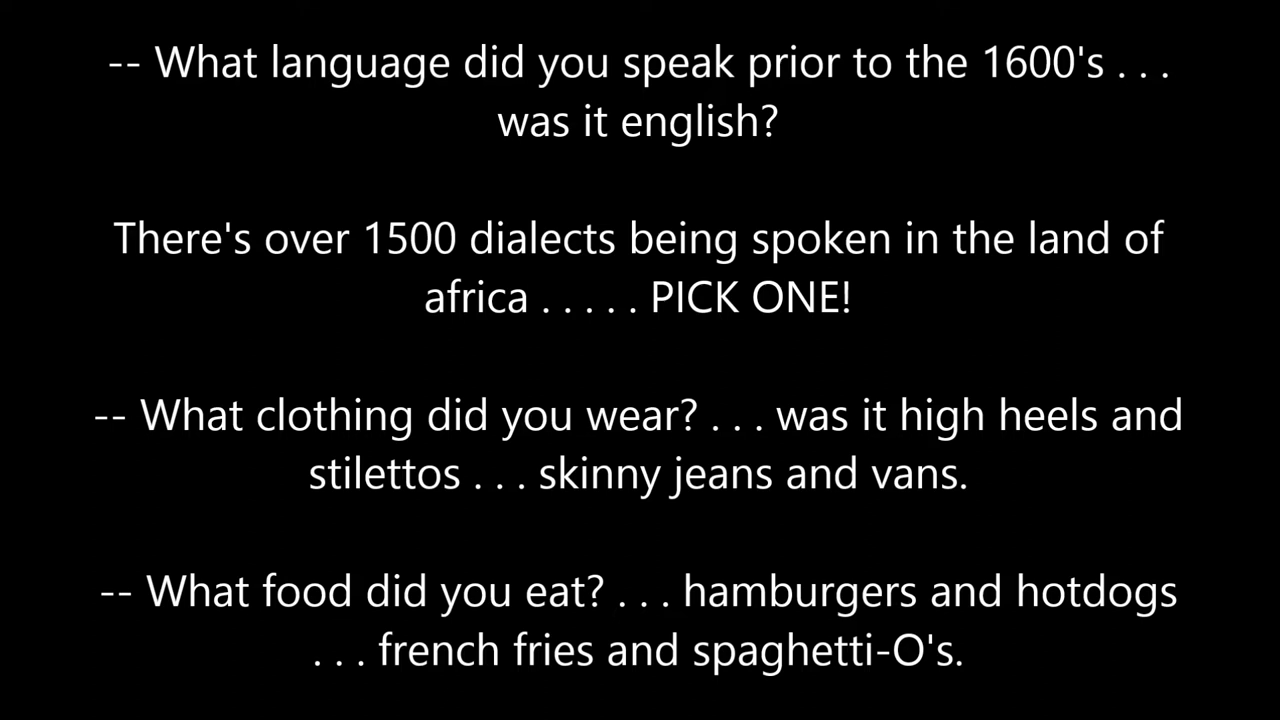 -- What language did you speak prior to the 1600's . . .
was it english?
There's over 1500 dialects being spoken in the land of
africa . . . . . PICK ONE!
-- What clothing did you wear? . . . was it high heels and
stilettos . . . skinny jeans and vans.
-- What food did you eat? . . . hamburgers and hotdogs
. . . french fries and spaghetti-O's.